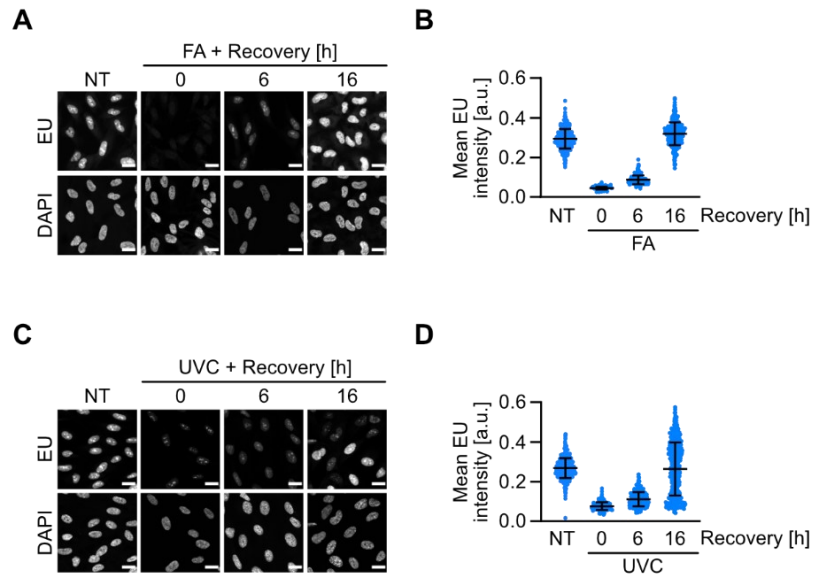 A
FA + Recovery [h]
NT 0 6 16
EU
DAPI
B
Mean EU
intensity [a.u.]
0.6
0.4
0.2
0.0
NT 0 6 16 Recovery [h]
FA
C
UVC + Recovery [h]
NT 0 6 16
EU
DAPI
D
Mean EU
intensity [a.u.]
0.6
0.4
0.2
0.0
NT 0 6 16 Recovery [h]
UVC